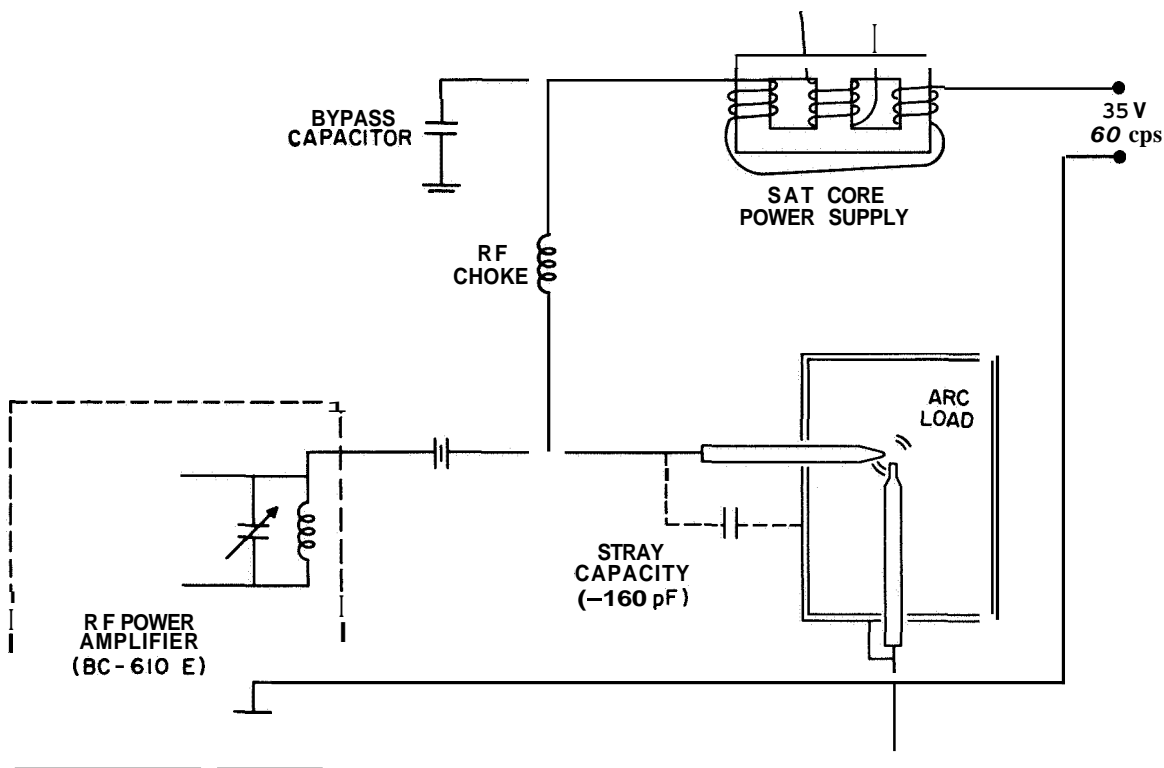 BYPASS
CAPACITOR
35 V
60 cps
SAT CORE
POWER SUPPLY
RF
CHOKE
ARC
LOAD
STRAY
CAPACITY
(–160 pF)
RF POWER
AMPLIFIER
(BC-610 E)